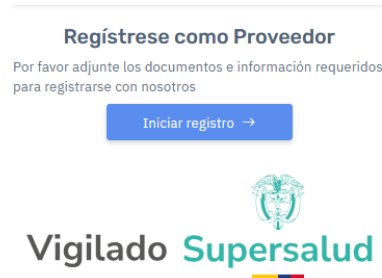 Regístrese como Proveedor
Por favor adjunte los documentos e información requeridos
para registrarse con nosotros
Iniciar registro →
Vigilado Supersalud